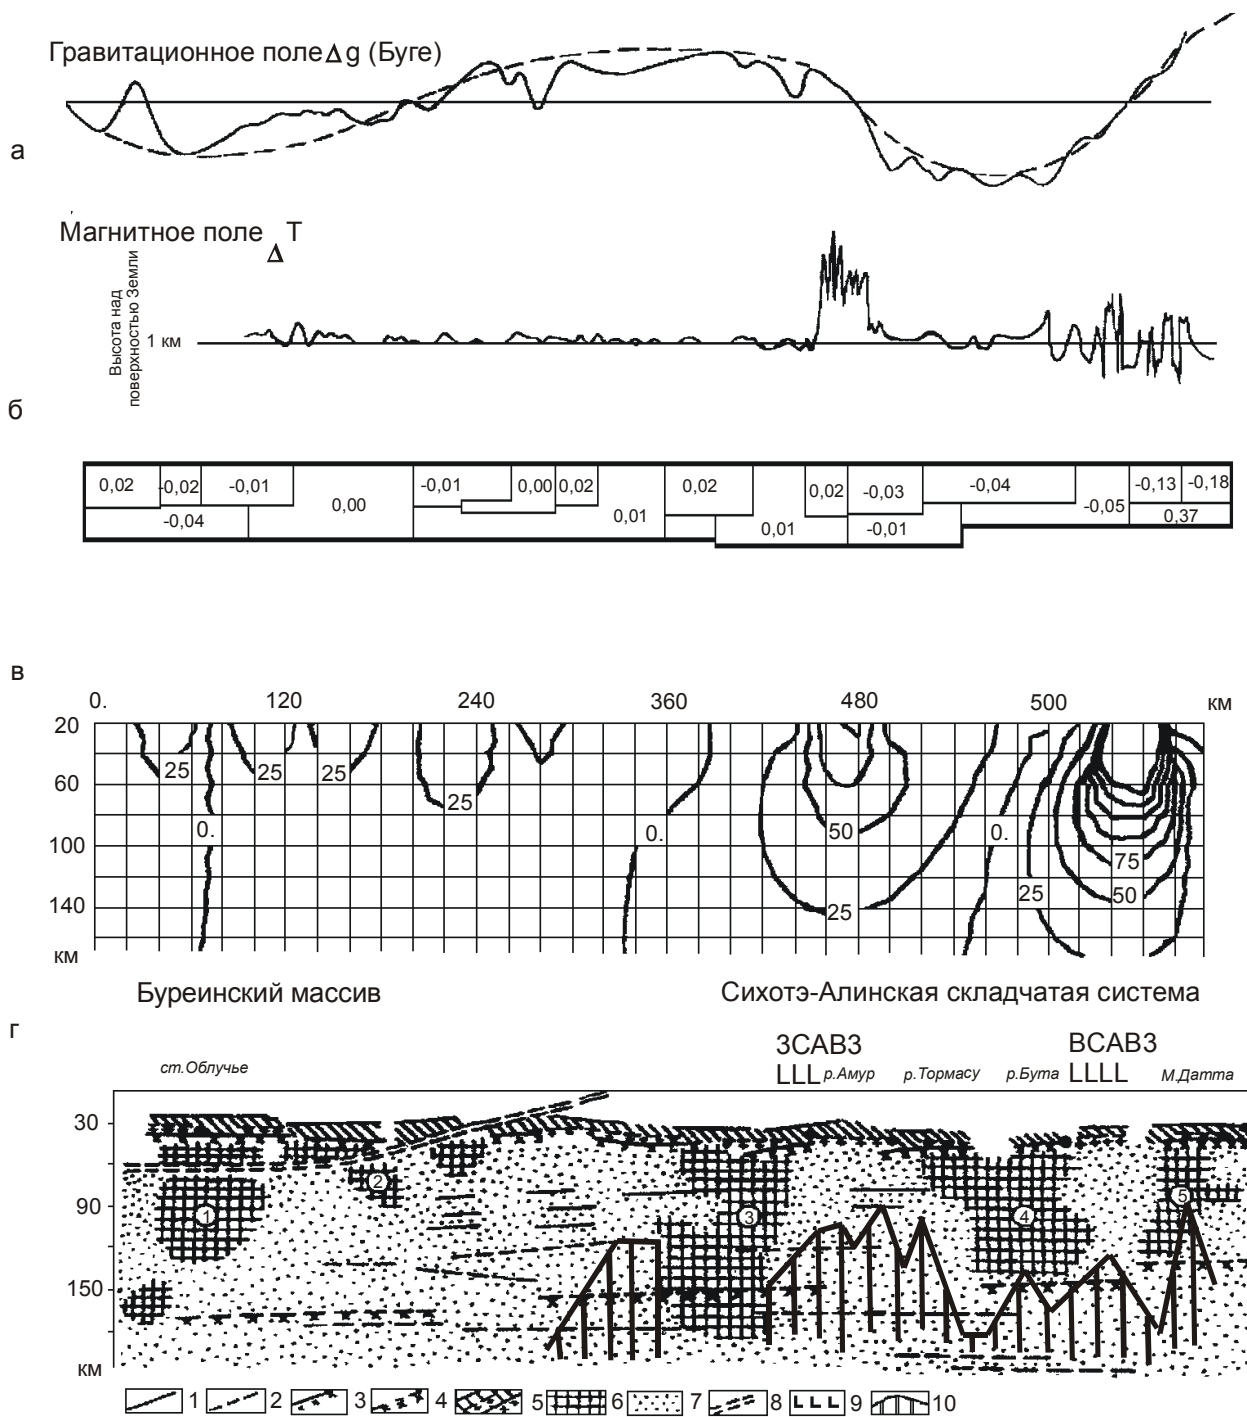 Гравитационное поле Δg (Буге)
а
Магнитное поле ΔT
Высота над
поверхностью Земли
1 км
б
0,02 -0,02 -0,01 -0,01 0,00 0,02 0,02 0,02 -0,03 -0,04 -0,13 -0,18
-0,04 0,00 0,01 0,01 -0,01 -0,05 0,37
в
0. 120 240 360 480 500 км
20
60
100
140
км
25 25 25 25
0. 0. 0.
50 75
25 25 50
Буреинский массив Сихотэ-Алинская складчатая система
г
ЗСАВЗ ВСАВЗ
ст.Облучье LLL р.Амур р.Тормасу р.Бута LLLL М.Датта
30
90
150
км
1 2 3 4 5
1 2 3 4 5 6 7 8 9 10